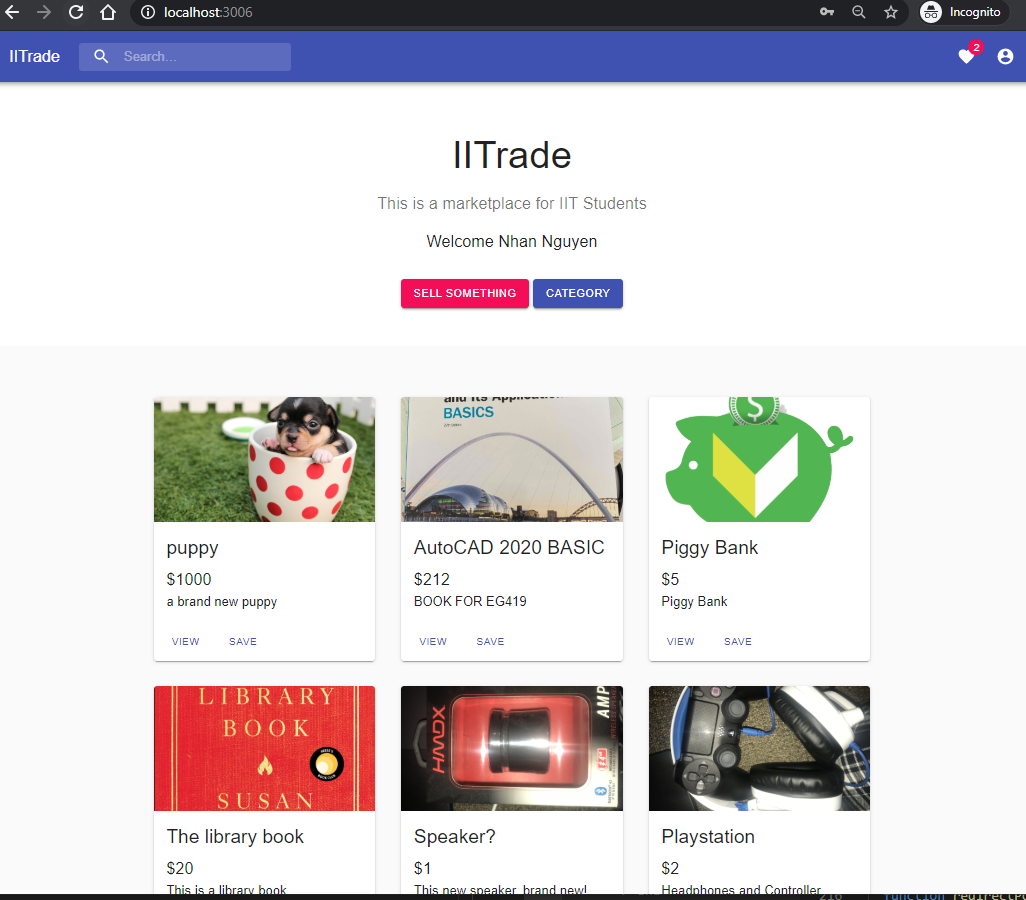 localhost:3006
Incognito
IITrade
Search...
2
IITrade
This is a marketplace for IIT Students
Welcome Nhan Nguyen
SELL SOMETHING CATEGORY
and its Application
BASICS
$
puppy
$1000
a brand new puppy
VIEW SAVE
AutoCAD 2020 BASIC
$212
BOOK FOR EG419
VIEW SAVE
Piggy Bank
$5
Piggy Bank
VIEW SAVE
LIBRARY
BOOK
SUSAN
HMDX
AMP
The library book
$20
This is a library book
Speaker?
$1
This new speaker, brand new!
Playstation
$2
Headphones and Controller